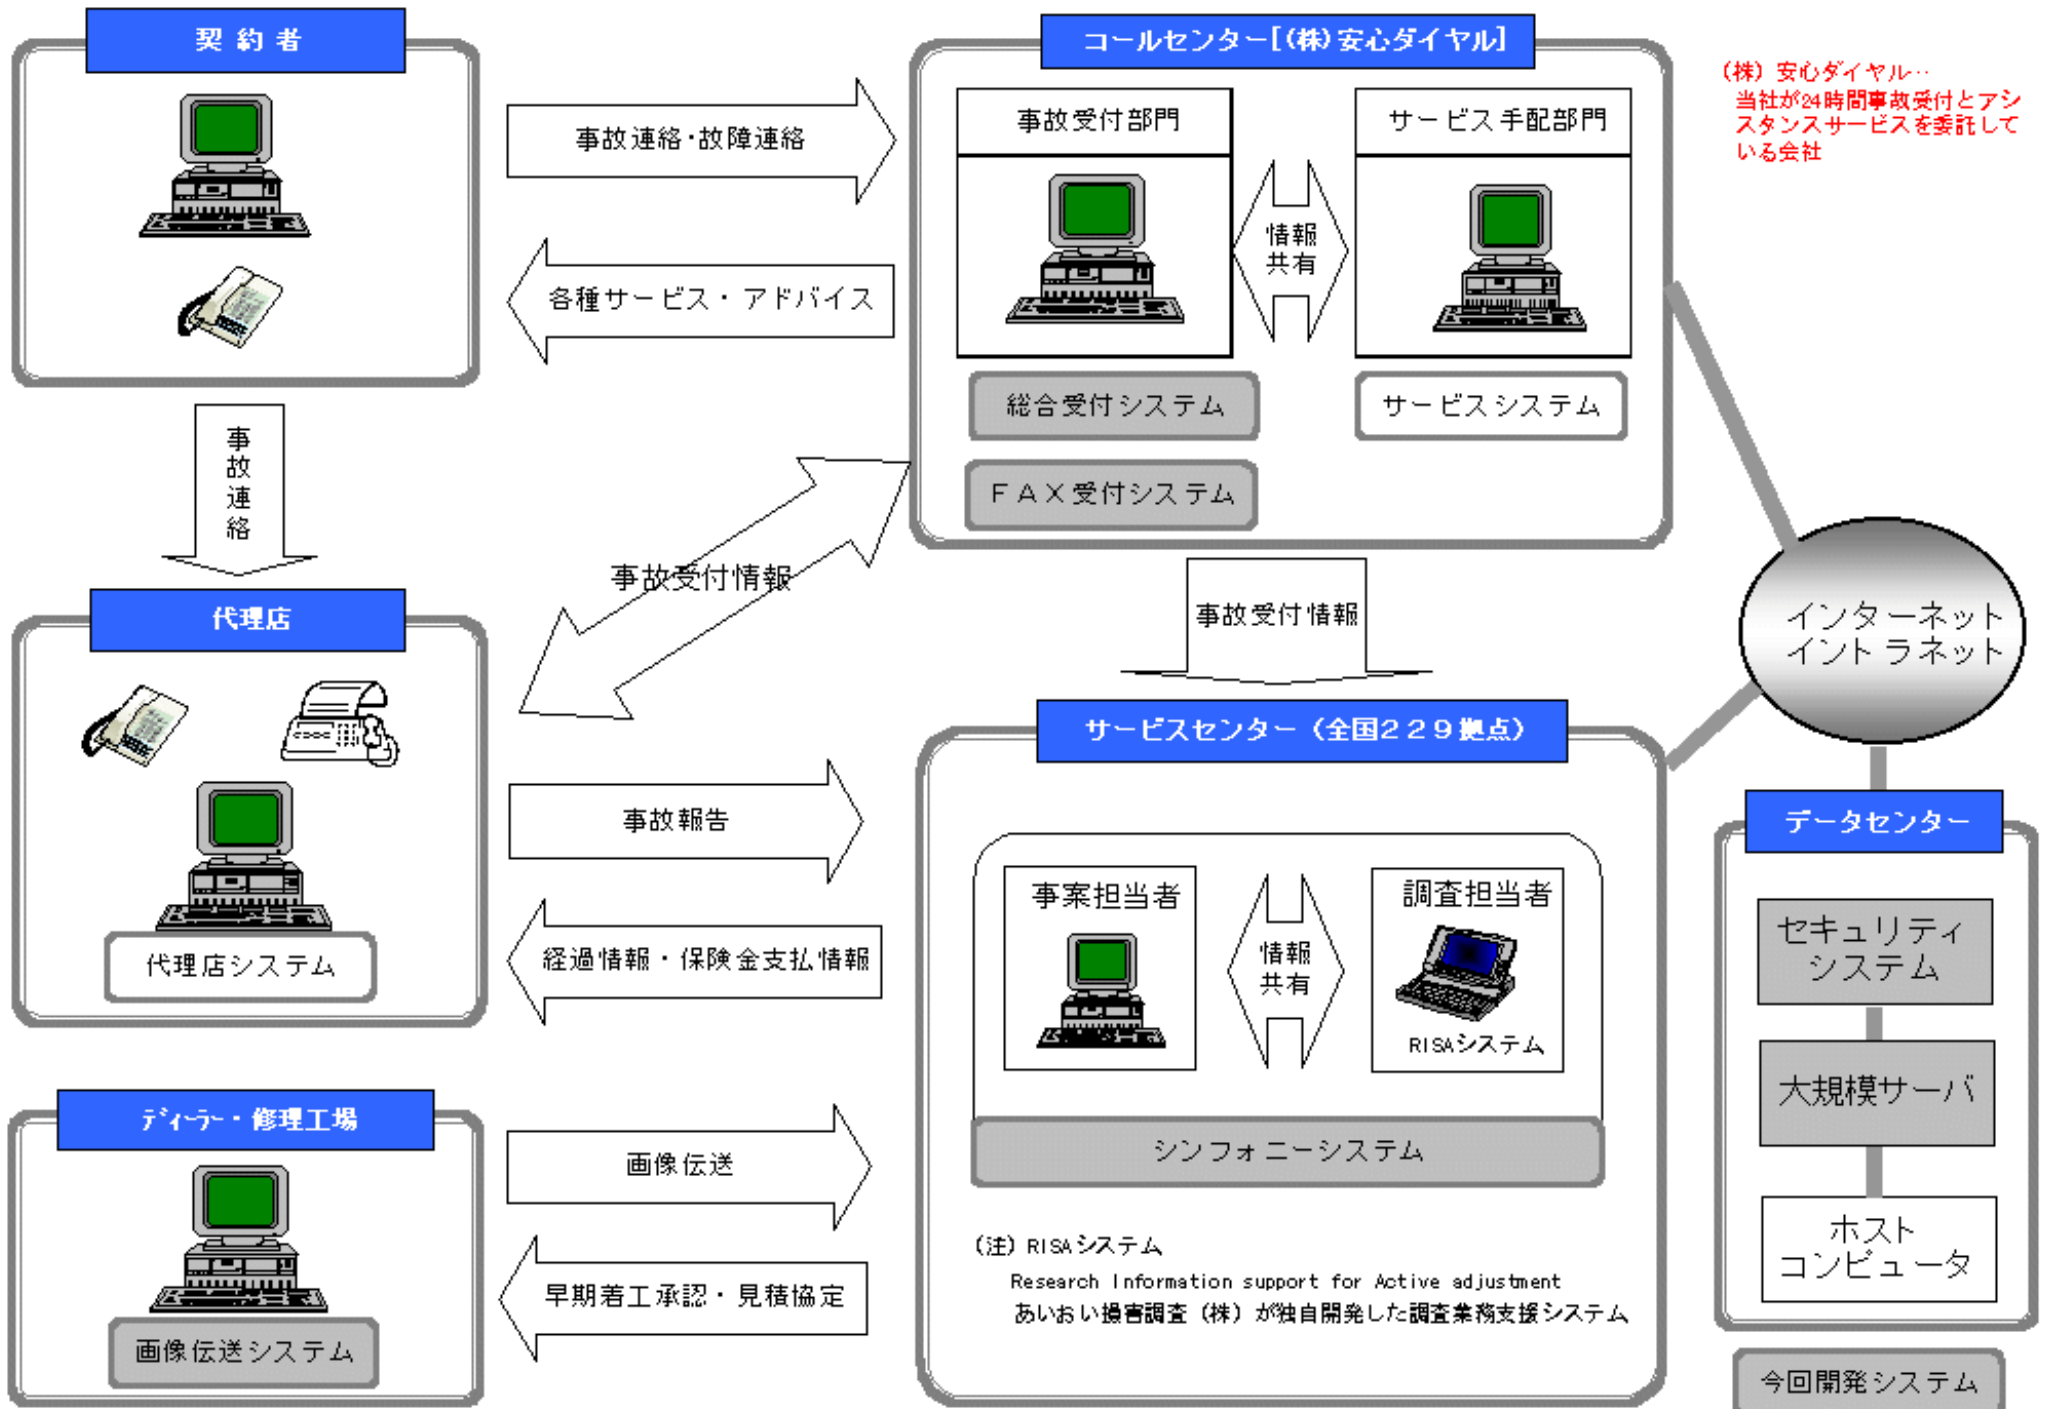 契約者
事故連絡・故障連絡
各種サービス・アドバイス
コールセンター[(株)安心ダイヤル]
事故受付部門
サービス手配部門
情報
共有
総合受付システム
サービスシステム
FAX受付システム
(株) 安心ダイヤル…
当社が24時間事故受付とアシ
スタンスサービスを委託して
いる会社
事故連絡
事故受付情報
事故受付情報
インターネット
イントラネット
代理店
代理店システム
事故報告
経過情報・保険金支払情報
サービスセンター(全国229拠点)
事案担当者
情報
共有
調査担当者
RISAシステム
シンフォニーシステム
(注) RISAシステム
Research Information support for Active adjustment
あいおい損害調査(株)が独自開発した調査業務支援システム
データセンター
セキュリティ
システム
大規模サーバ
ホスト
コンピュータ
今回開発システム
ディーラー・修理工場
画像伝送システム
画像伝送
早期着工承認・見積協定